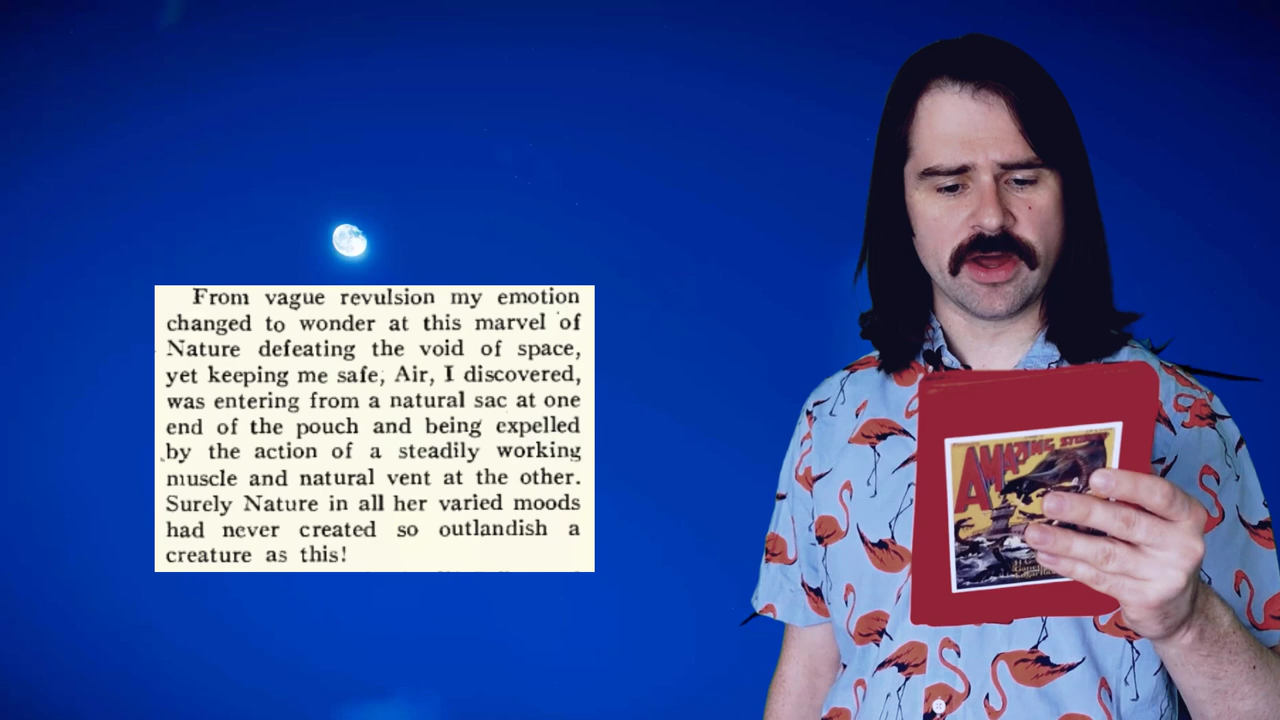 From vague revulsion my emotion
changed to wonder at this marvel of
Nature defeating the void of space,
yet keeping me safe; Air, I discovered,
was entering from a natural sac at one
end of the pouch and being expelled
by the action of a steadily working
muscle and natural vent at the other.
Surely Nature in all her varied moods
had never created so outlandish a
creature as this!
AMAZING STORIES
H.G.